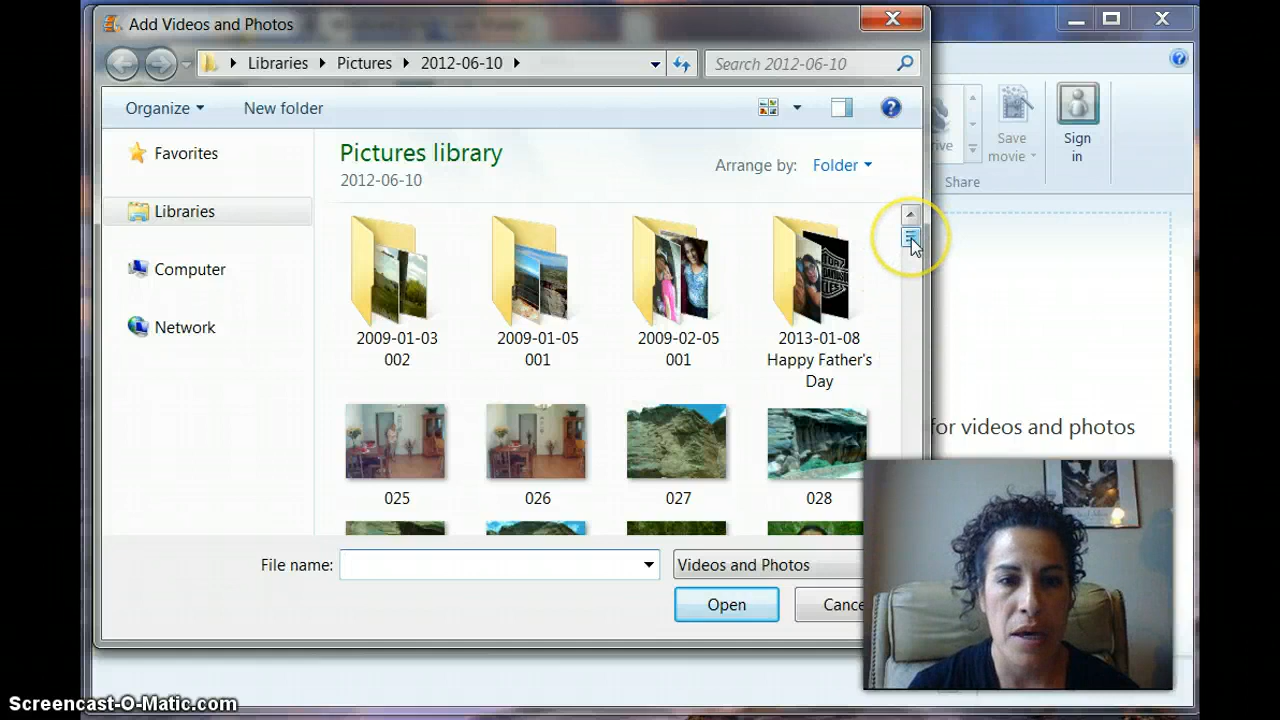 Add Videos and Photos
Libraries Pictures 2012-06-10
Search 2012-06-10
Organize
New folder
Favorites
Libraries
Computer
Network
Pictures library
2012-06-10
Arrange by: Folder
2009-01-03
002
2009-01-05
001
2009-02-05
001
2013-01-08
Happy Father's
Day
025
026
027
028
File name:
Videos and Photos
Open
Cance
rive
Save
movie
Share
Sign
in
for videos and photos
Screencast-O-Matic.com